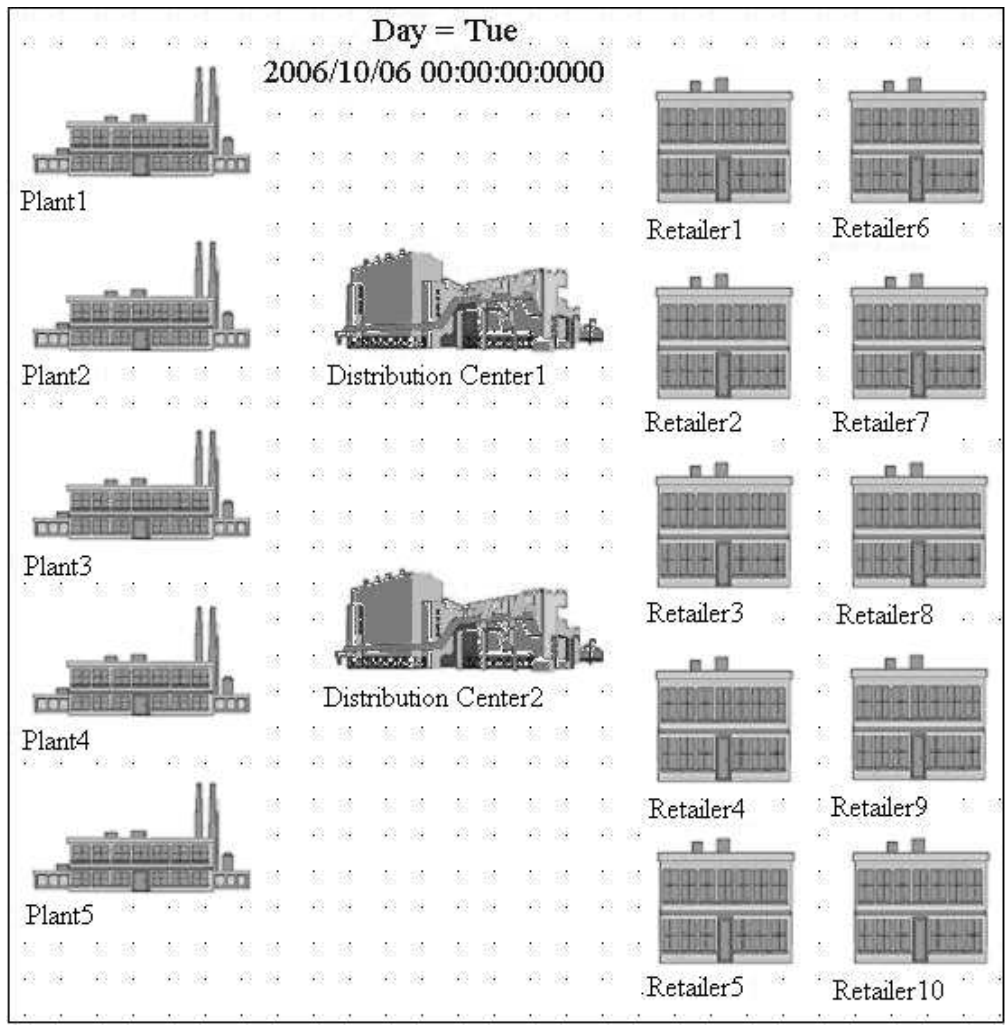 Day = Tue
2006/10/06 00:00:00:0000
Plant1
Plant2
Plant3
Plant4
Plant5
Distribution Center1
Distribution Center2
Retailer1
Retailer2
Retailer3
Retailer4
Retailer5
Retailer6
Retailer7
Retailer8
Retailer9
Retailer10